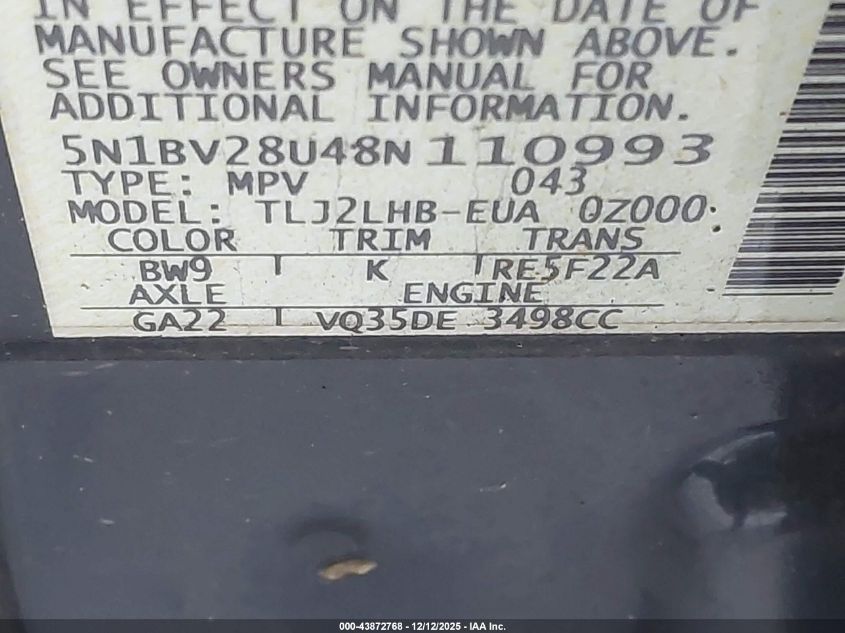 IN EFFECT ON THE DATE OF
MANUFACTURE SHOWN ABOVE.
SEE OWNERS MANUAL FOR
ADDITIONAL INFORMATION.
5N1BV28U48N110993
TYPE: MPV 043
MODEL: TLJ2LHB-EUA 0Z000
COLOR TRIM TRANS
BW9 K RE5F22A
AXLE ENGINE
GA22 VQ35DE 3498CC
000-43872768 - 12/12/2025 - IAA Inc.